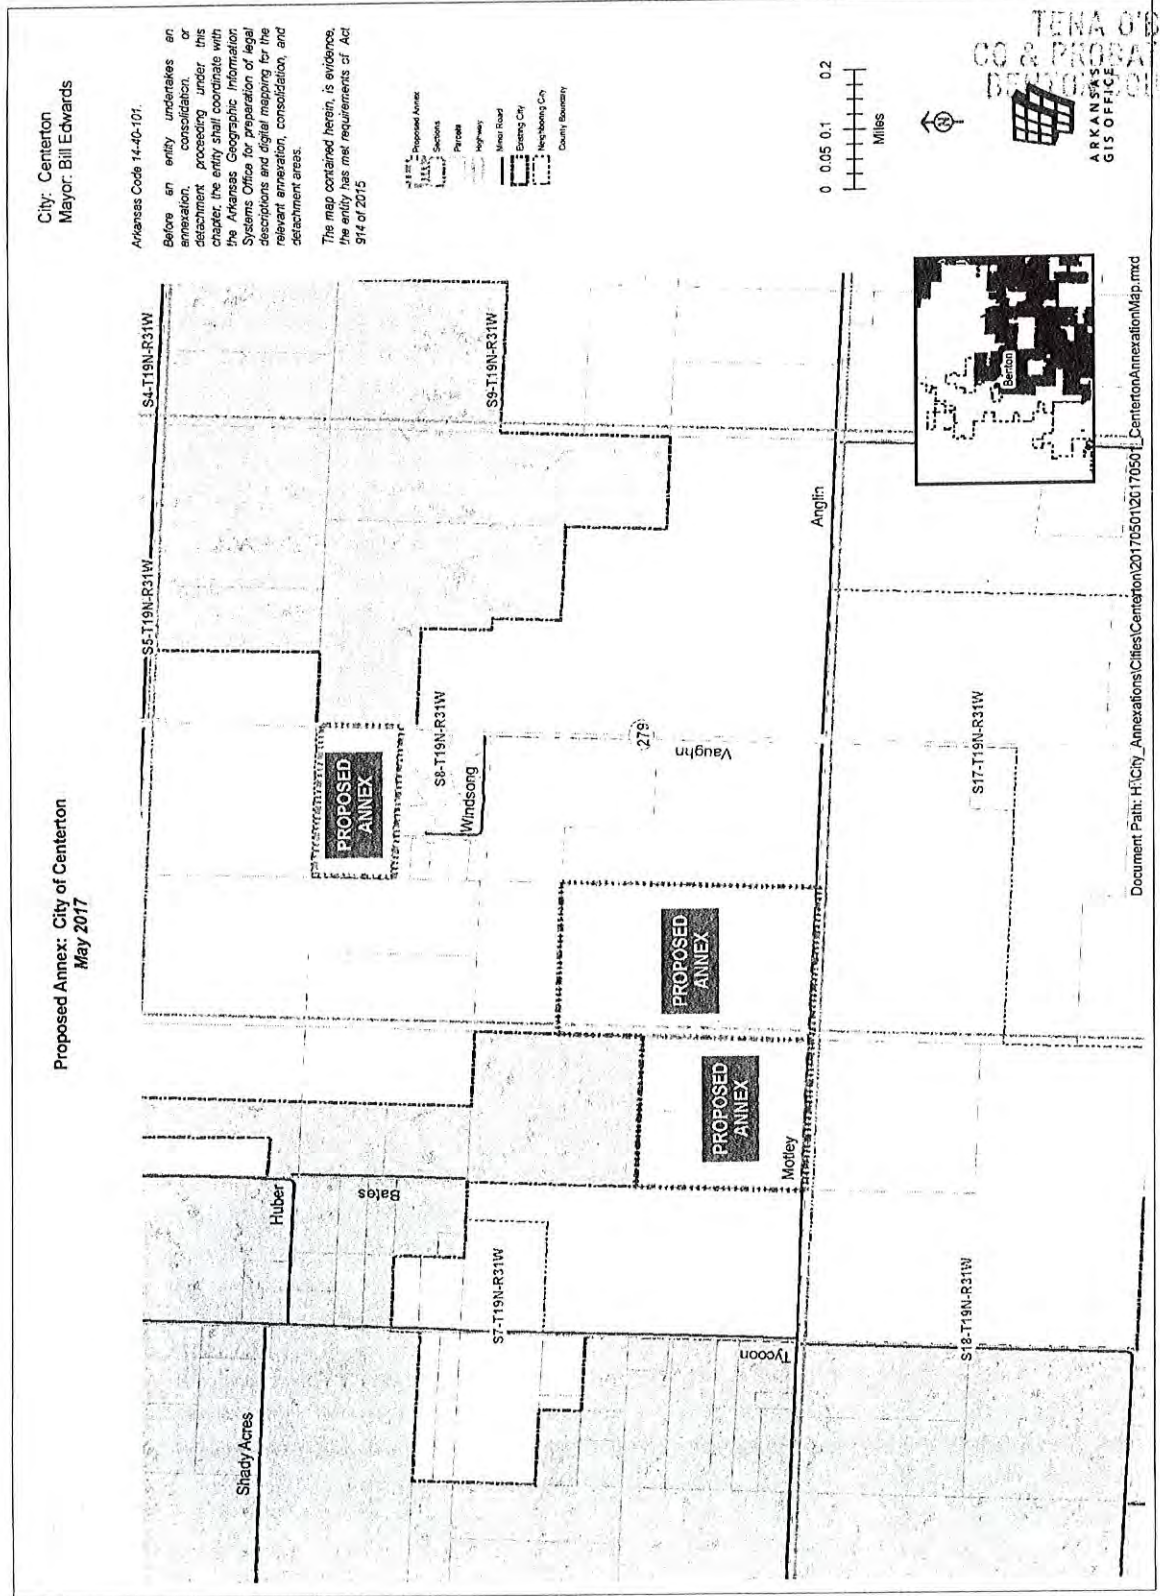 Proposed Annex: City of Centerton
May 2017
City: Centerton
Mayor: Bill Edwards
Arkansas Code 14-40-101.
Before an entity undertakes an
annexation, consolidation, or
detachment proceeding under this
chapter, the entity shall coordinate with
the Arkansas Geographic Information
Systems Office for preparation of legal
descriptions and digital mapping for the
relevant annexation, consolidation, and
detachment areas.
The map contained herein, is evidence,
the entity has met requirements of Act
914 of 2015
Proposed Annex
Sections
Parcels
Highway
Minor Road
Existing City
Neighboring City
County Boundary
0 0.05 0.1 0.2
Miles
N
ARKANSAS
GIS OFFICE
TENA O'B
CO & PROBA
S5-T19N-R31W
S4-T19N-R31W
Shady Acres
Huber
Bates
PROPOSED
ANNEX
S8-T19N-R31W
Windsong
S9-T19N-R31W
S7-T19N-R31W
279
Vaughn
PROPOSED
ANNEX
PROPOSED
ANNEX
Tycoon
Motley
Anglin
S18-T19N-R31W
S17-T19N-R31W
Benton
Document Path: H:\City_Annexations\Cities\Centerton\20170501\20170501_CentertonAnnexationMap.mxd